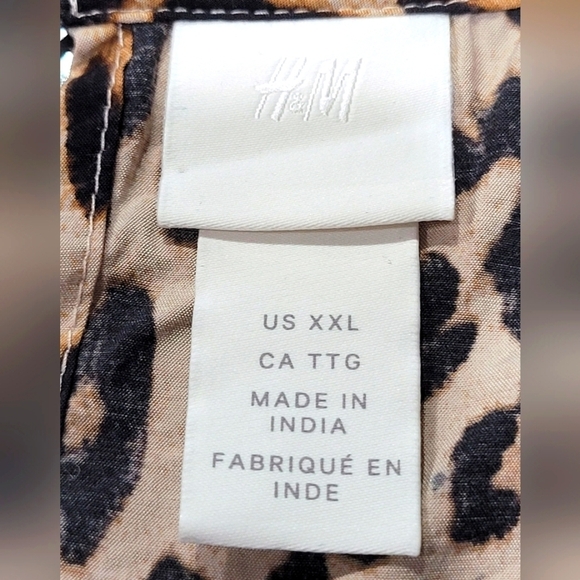 H&M
US XXL
CA TTG
MADE IN
INDIA
FABRIQUÉ EN
INDE